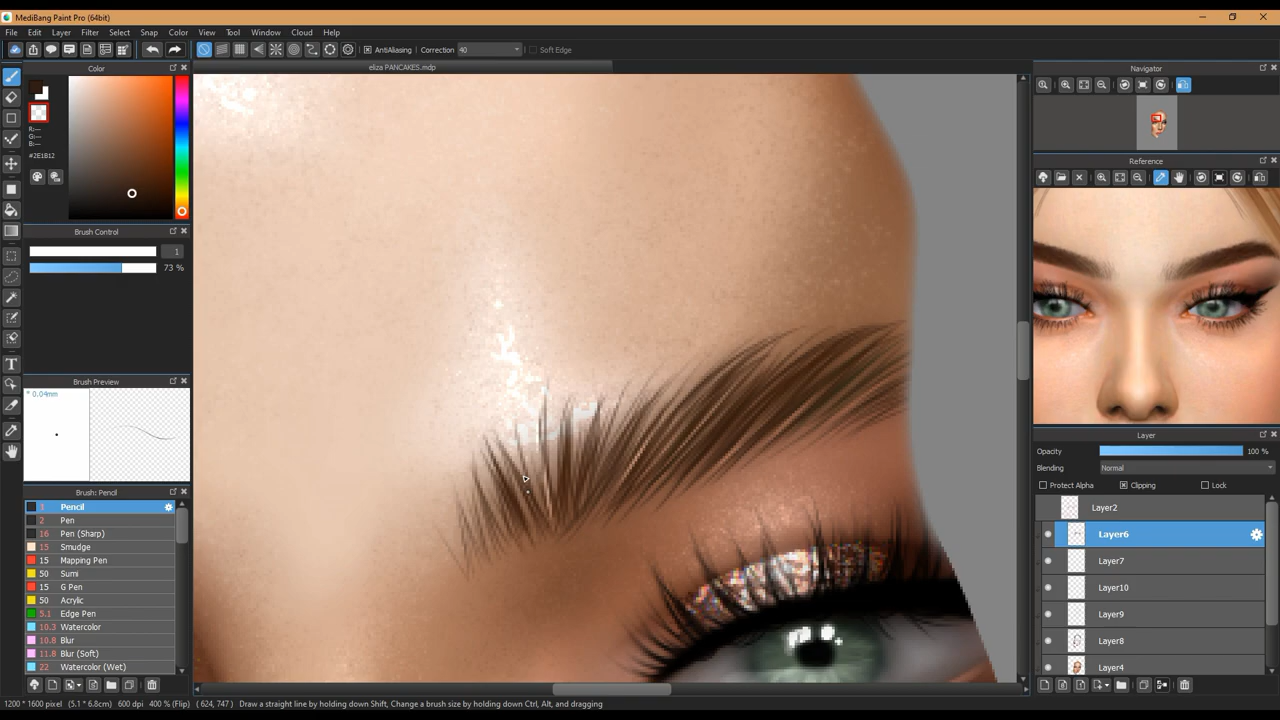 MediBang Paint Pro (64bit)
File Edit Layer Filter Select Snap Color View Tool Window Cloud Help
AntiAliasing Correction 40 Soft Edge
eliza PANCAKES.mdp
Color
R:---
G:---
B:---
#2E1B12
Brush Control
1
73 %
Brush Preview
* 0.04mm
Brush: Pencil
1 Pencil
2 Pen
16 Pen (Sharp)
15 Smudge
15 Mapping Pen
50 Sumi
15 G Pen
50 Acrylic
5.1 Edge Pen
10.3 Watercolor
10.8 Blur
11.8 Blur (Soft)
22 Watercolor (Wet)
Navigator
Reference
Layer
Opacity 100 %
Blending Normal
Protect Alpha Clipping Lock
Layer2
Layer6
Layer7
Layer10
Layer9
Layer8
Layer4
1200 * 1600 pixel (5.1 * 6.8cm) 600 dpi 400 % (Flip) ( 624, 747 ) Draw a straight line by holding down Shift, Change a brush size by holding down Ctrl, Alt, and dragging